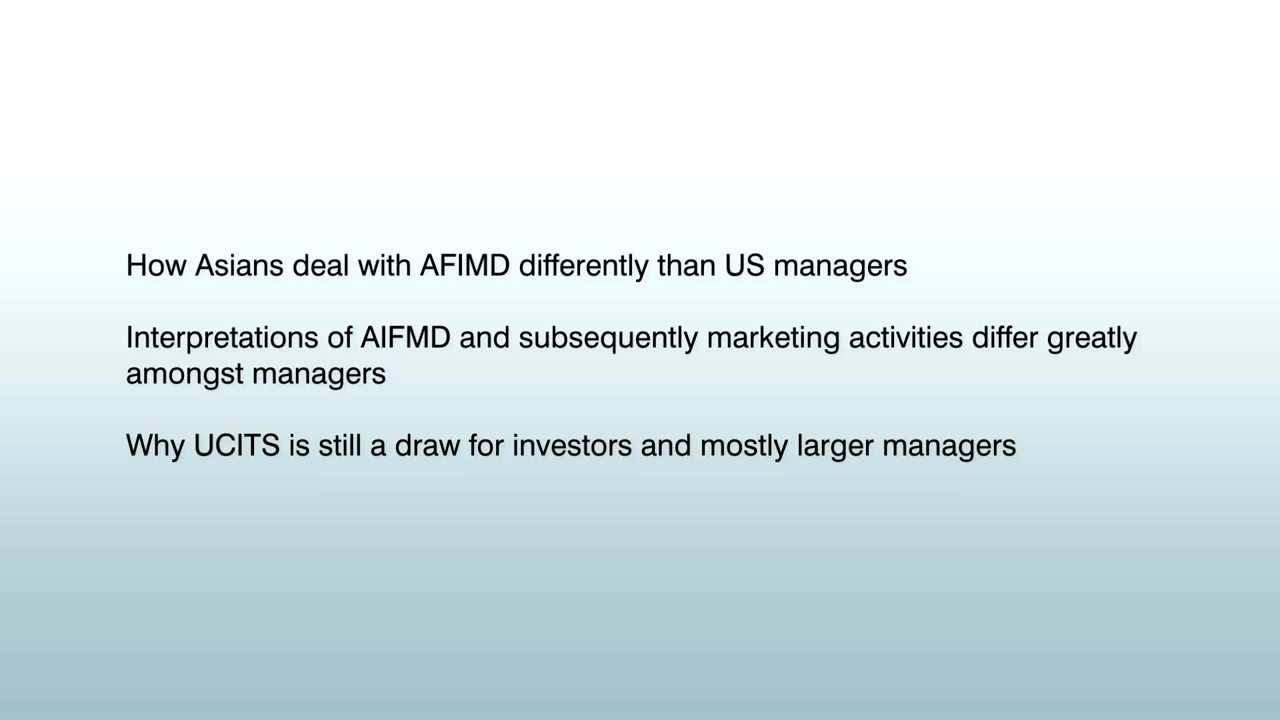 How Asians deal with AFIMD differently than US managers
Interpretations of AIFMD and subsequently marketing activities differ greatly
amongst managers
Why UCITS is still a draw for investors and mostly larger managers